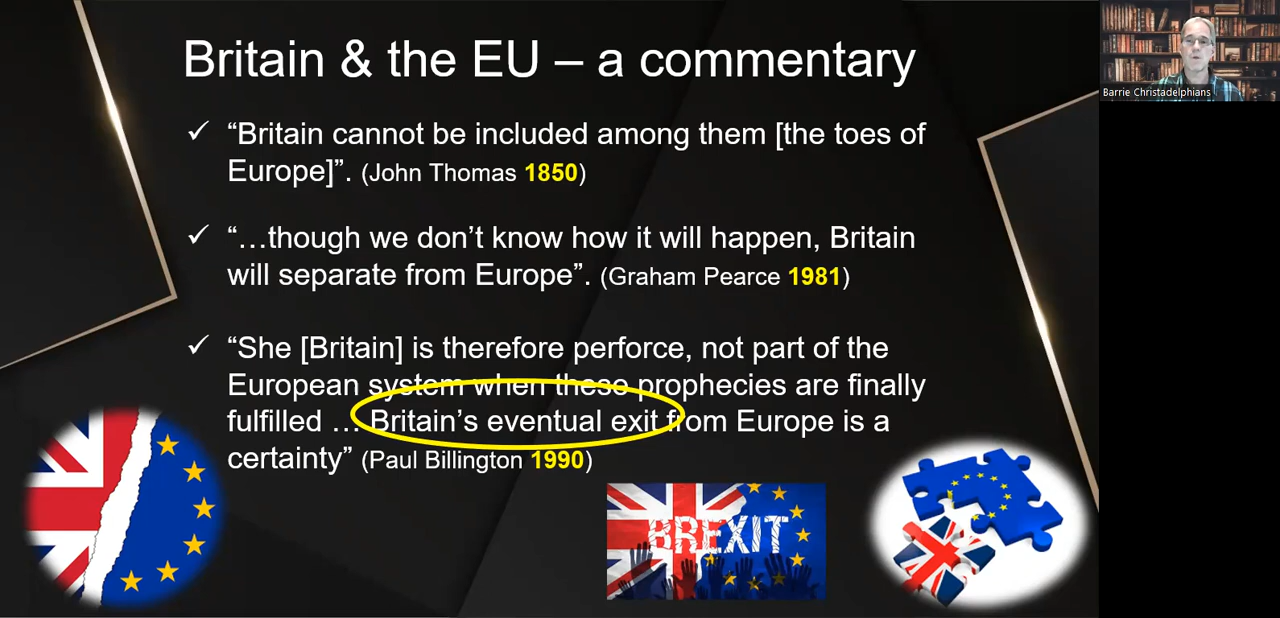 Britain & the EU – a commentary
✓ “Britain cannot be included among them [the toes of
Europe]”. (John Thomas 1850)
✓ “…though we don’t know how it will happen, Britain
will separate from Europe”. (Graham Pearce 1981)
✓ “She [Britain] is therefore perforce, not part of the
European system when these prophecies are finally
fulfilled … Britain’s eventual exit from Europe is a
certainty” (Paul Billington 1990)
BREXIT
Barrie Christadelphians